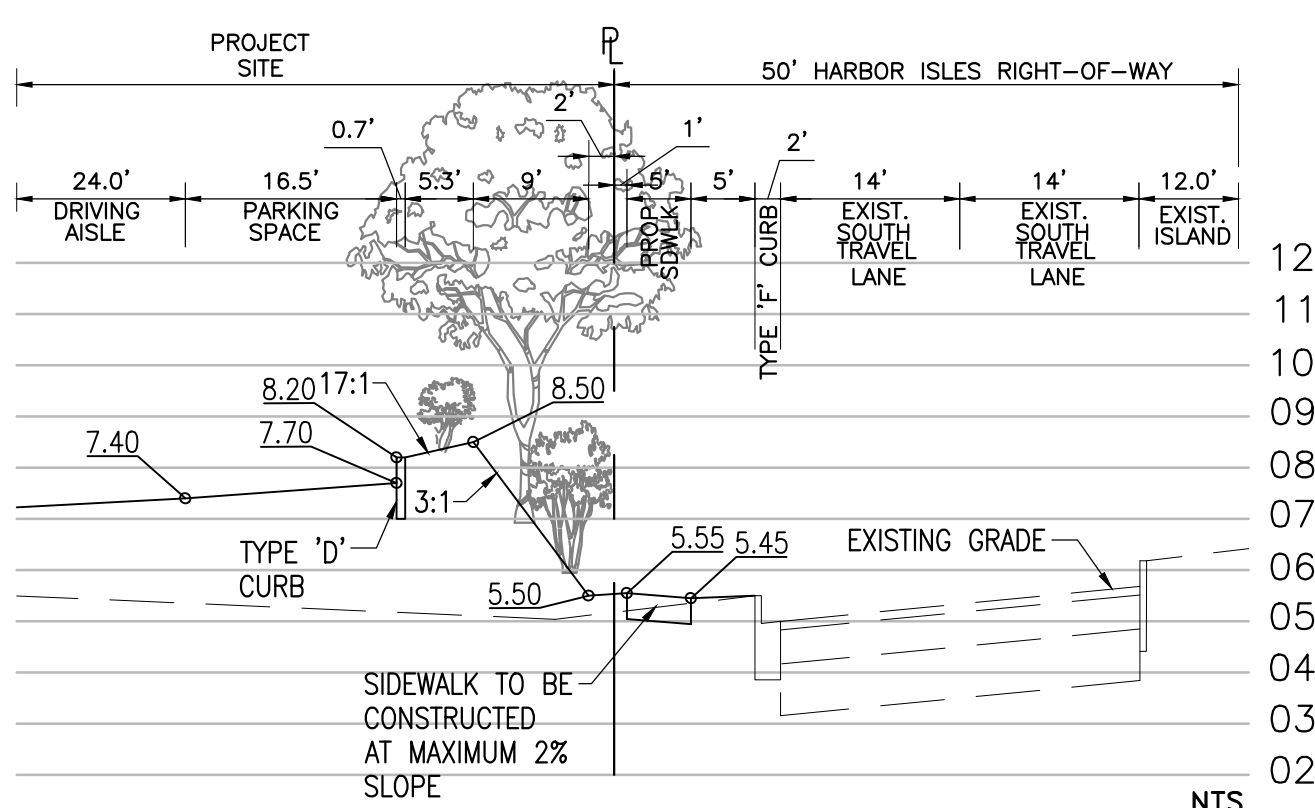 PROJECT
SITE
PL
50' HARBOR ISLES RIGHT-OF-WAY
2'
0.7'
1'
2'
24.0'
16.5'
5.3'
9'
5'
5'
14'
14'
12.0'
DRIVING
AISLE
PARKING
SPACE
PROP
SDWLK
TYPE 'F' CURB
EXIST.
SOUTH
TRAVEL
LANE
EXIST.
SOUTH
TRAVEL
LANE
EXIST.
ISLAND
12
11
10
09
08
07
06
05
04
03
02
8.20
17:1
8.50
7.70
7.40
3:1
TYPE 'D'
CURB
5.50
5.55
5.45
EXISTING GRADE
SIDEWALK TO BE
CONSTRUCTED
AT MAXIMUM 2%
SLOPE
NTS